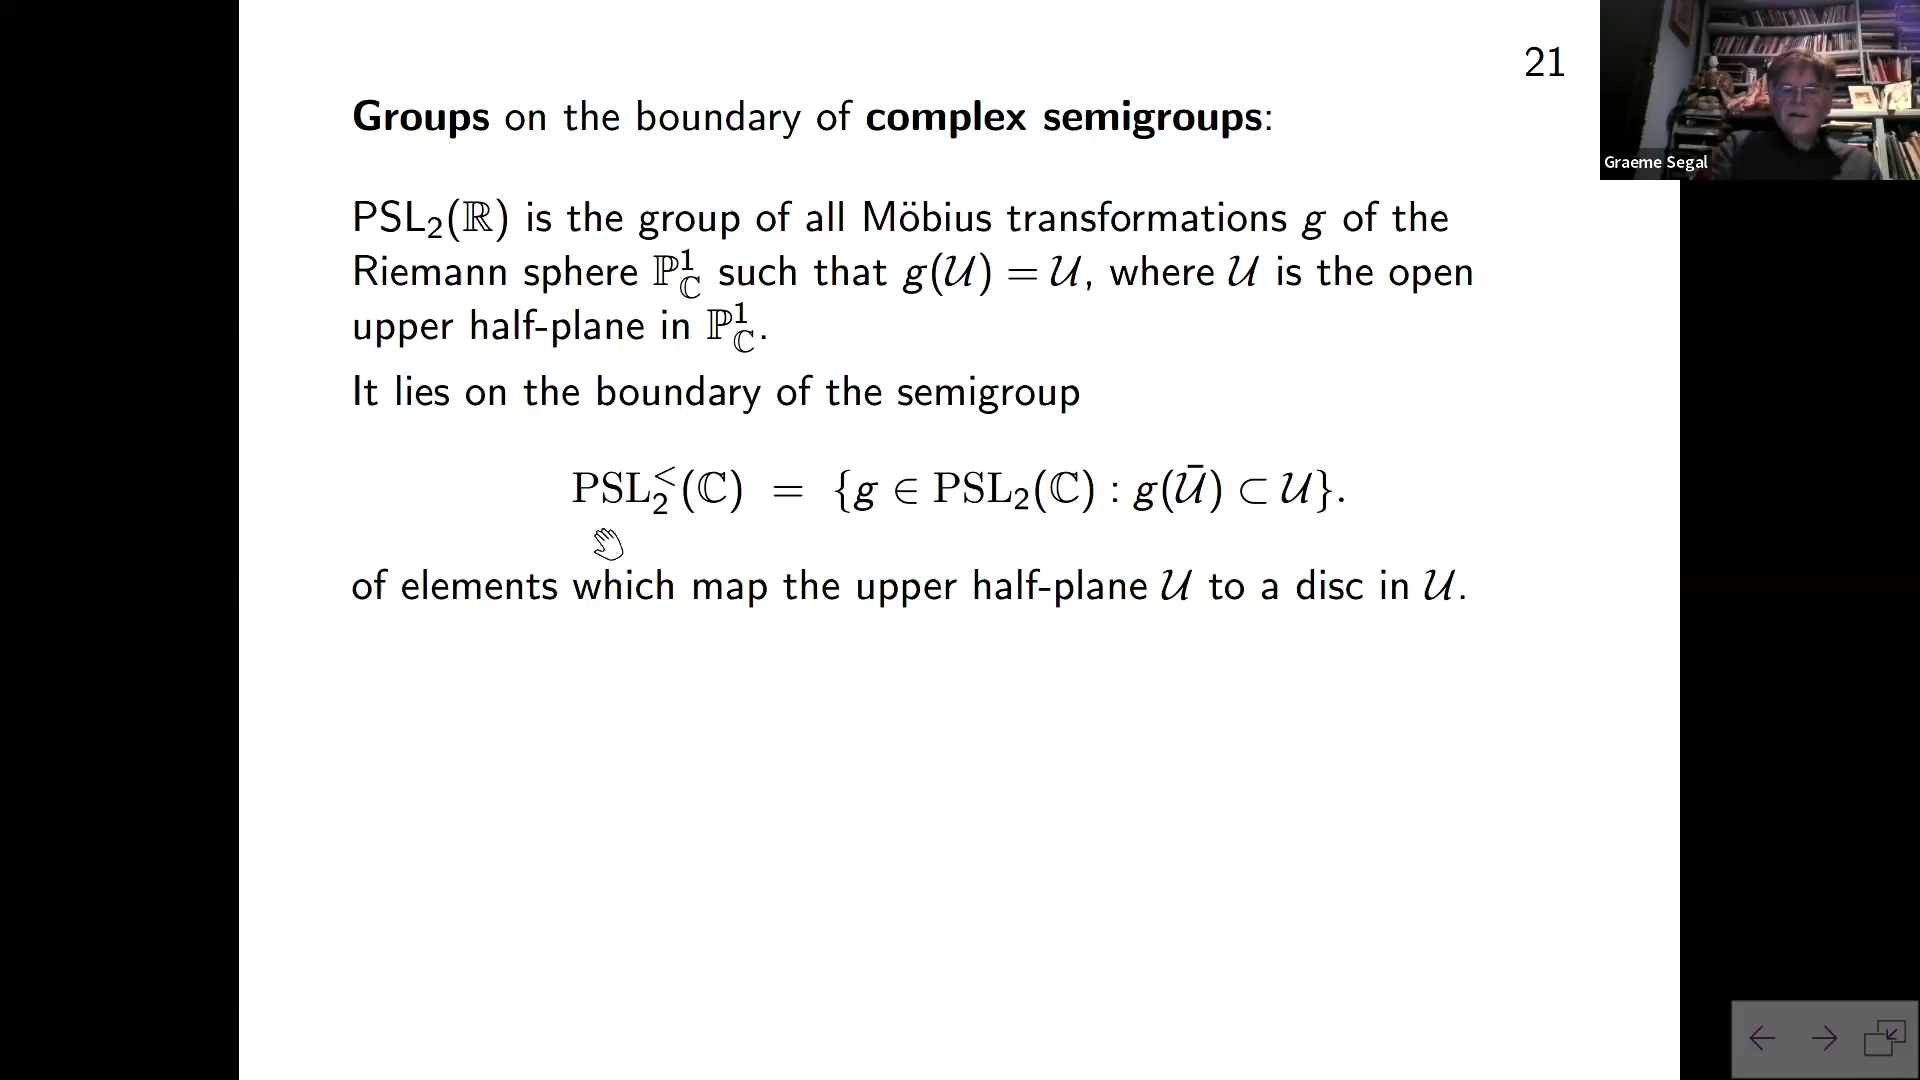 21
Groups on the boundary of complex semigroups:
PSL₂(ℝ) is the group of all Möbius transformations g of the
Riemann sphere ℙ¹_ℂ such that g(𝒰) = 𝒰, where 𝒰 is the open
upper half-plane in ℙ¹_ℂ.
It lies on the boundary of the semigroup
PSL₂^<(ℂ) = {g ∈ PSL₂(ℂ) : g(𝒰̄) ⊂ 𝒰}.
of elements which map the upper half-plane 𝒰 to a disc in 𝒰.
Graeme Segal